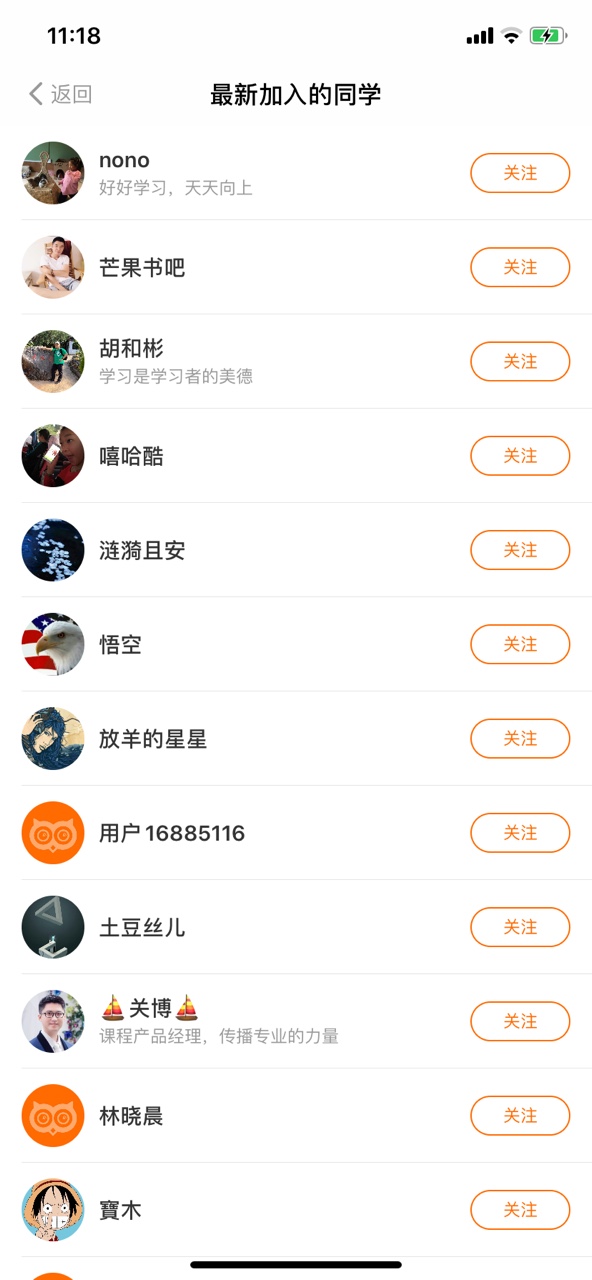 11:18
返回
最新加入的同学
nono
好好学习，天天向上
关注
芒果书吧
关注
胡和彬
学习是学习者的美德
关注
嘻哈酷
关注
涟漪且安
关注
悟空
关注
放羊的星星
关注
用户16885116
关注
土豆丝儿
关注
⛵关博⛵
课程产品经理，传播专业的力量
关注
林晓晨
关注
寶木
关注